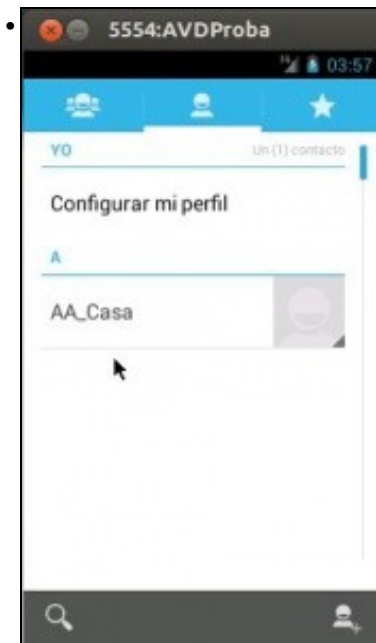 5554:AVDProba
03:57
YO Un (1) contacto
Configurar mi perfil
A
AA_Casa